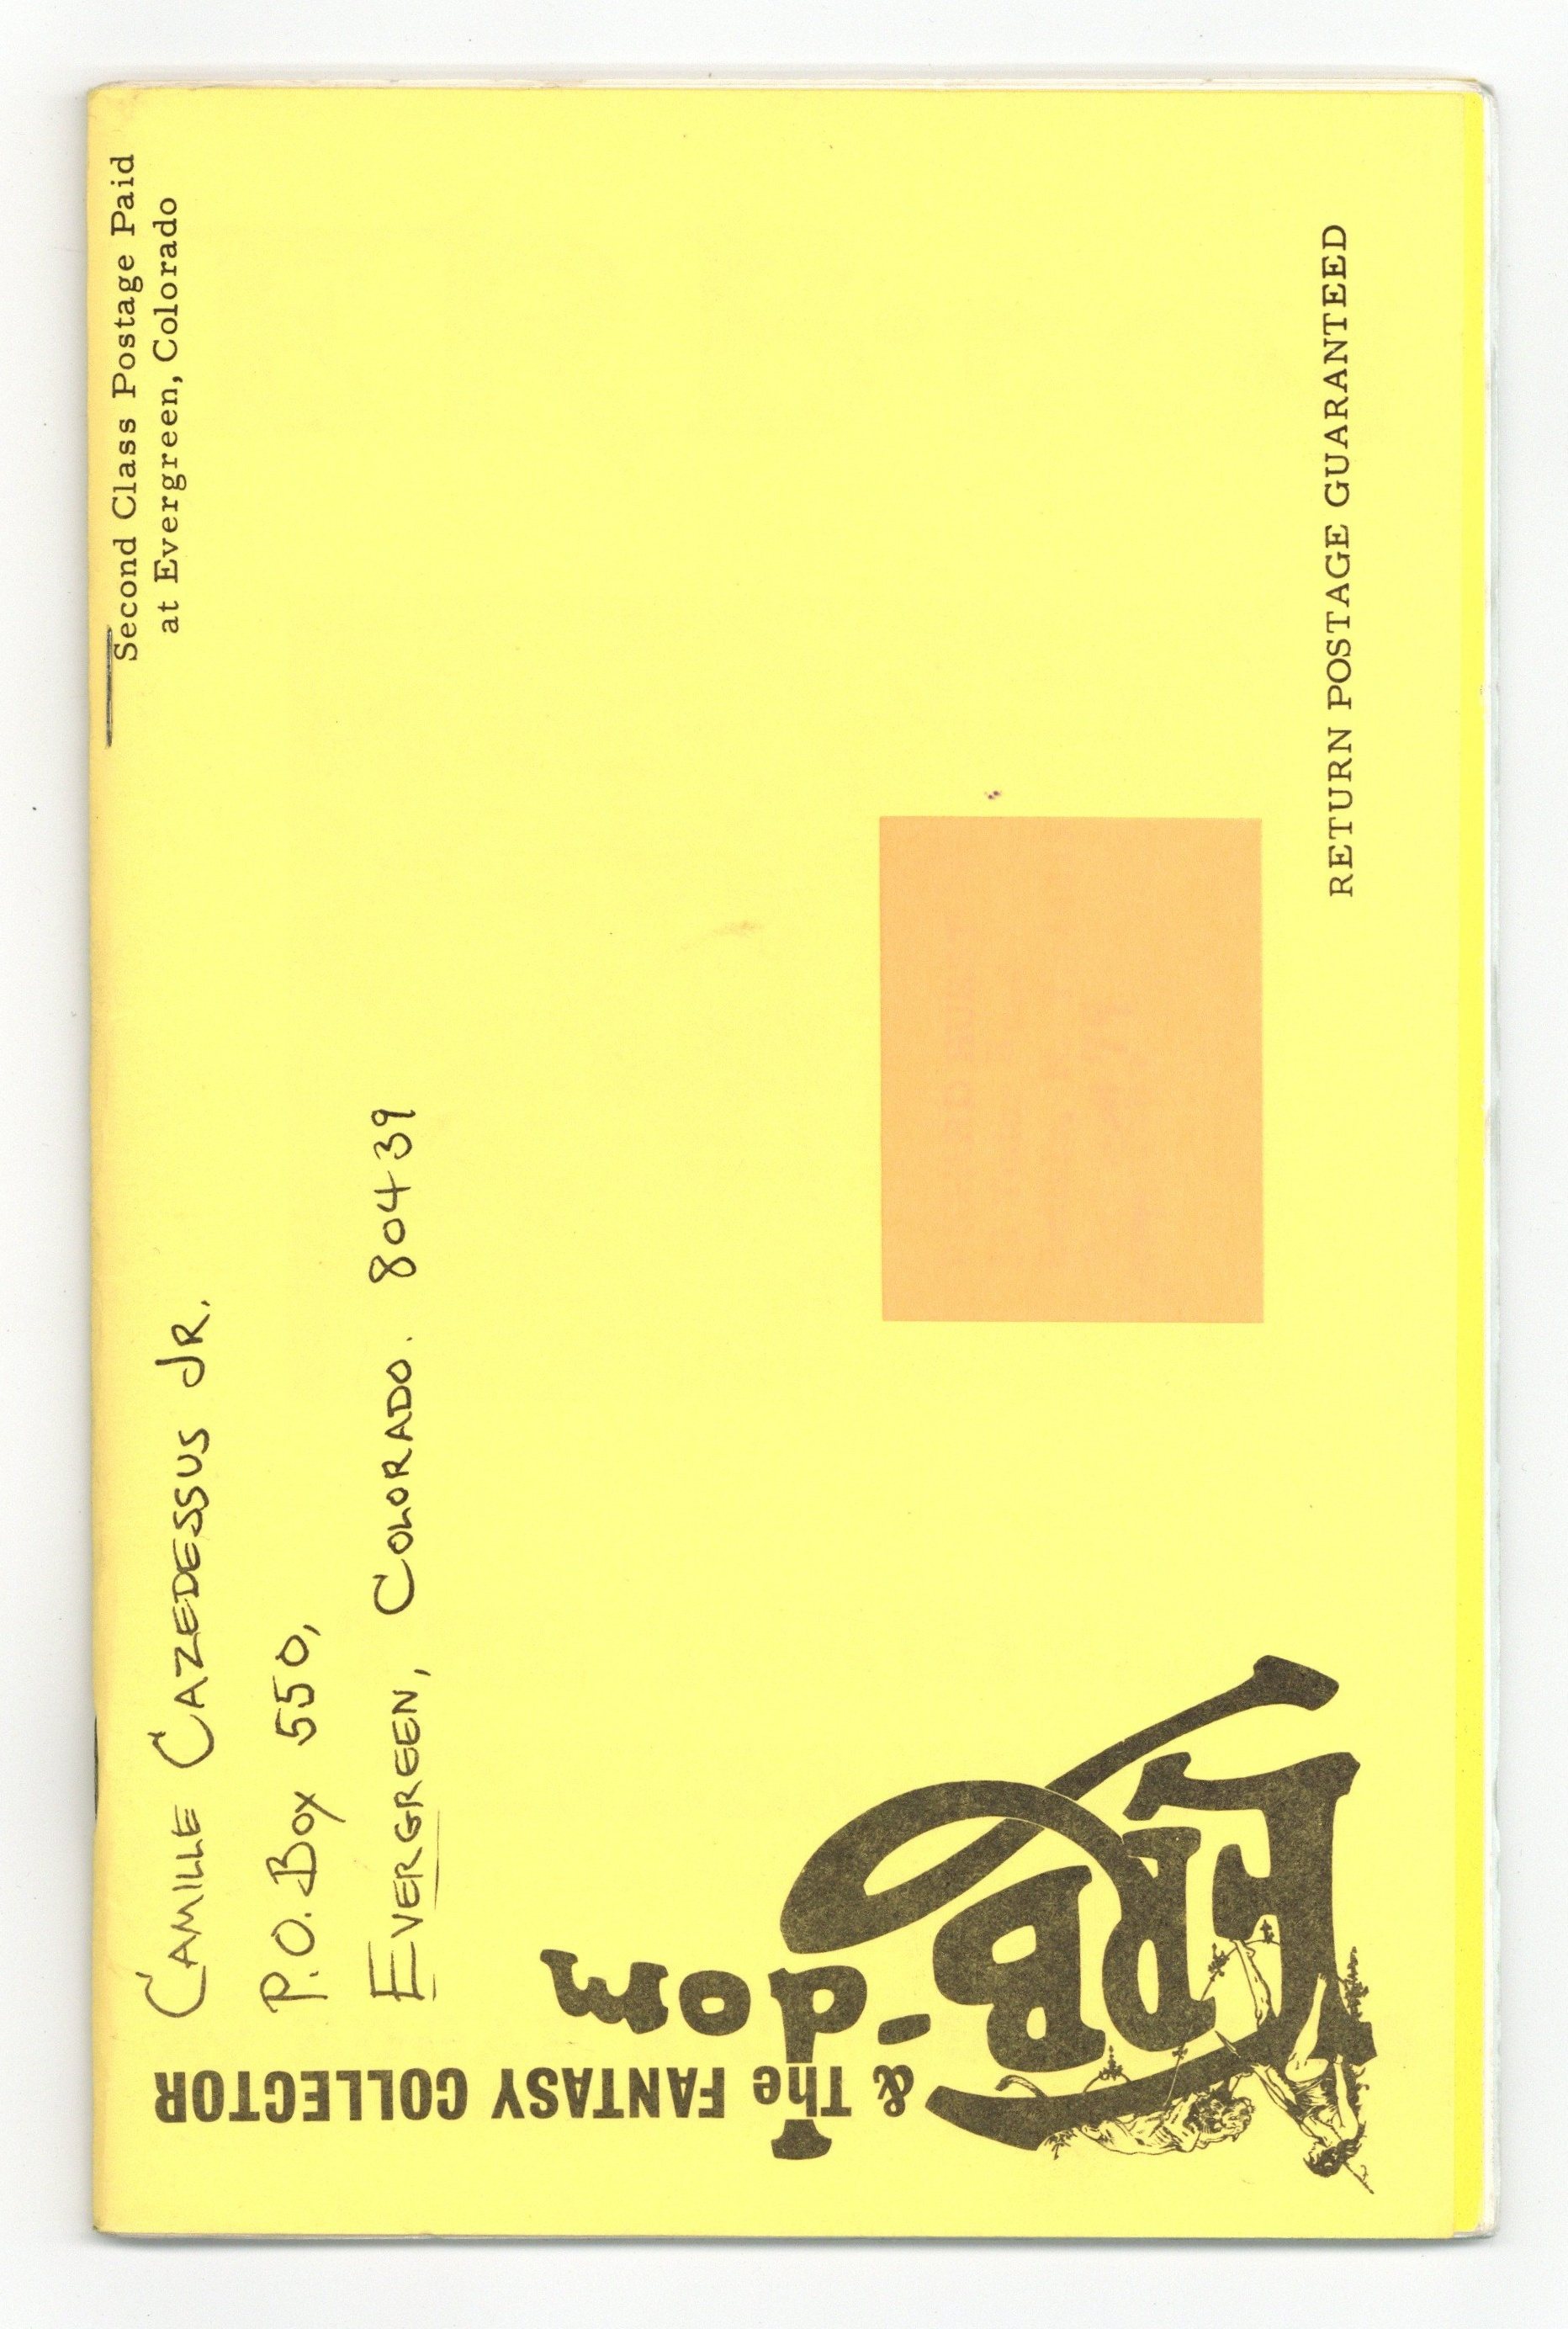 CAMILLE CAZEDESSUS JR.
P.O. BOX 550,
EVERGREEN, COLORADO. 80439
Second Class Postage Paid
at Evergreen, Colorado
RETURN POSTAGE GUARANTEED
ERB-dom
& The FANTASY COLLECTOR